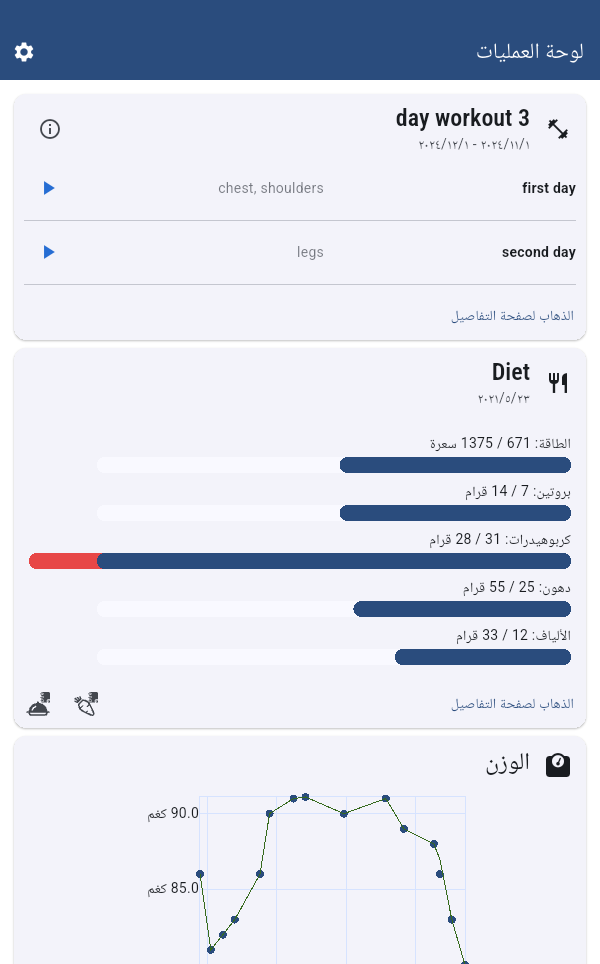 لوحة العمليات
3 day workout
٢٠٢٤/١١/١ - ٢٠٢٤/١٢/١
first day
chest, shoulders
second day
legs
الذهاب لصفحة التفاصيل
Diet
٢٠٢١/٥/٢٣
الطاقة: 671 / 1375 سعرة
بروتين: 7 / 14 قرام
كربوهيدرات: 31 / 28 قرام
دهون: 25 / 55 قرام
الألياف: 12 / 33 قرام
الذهاب لصفحة التفاصيل
الوزن
90.0 كغم
85.0 كغم